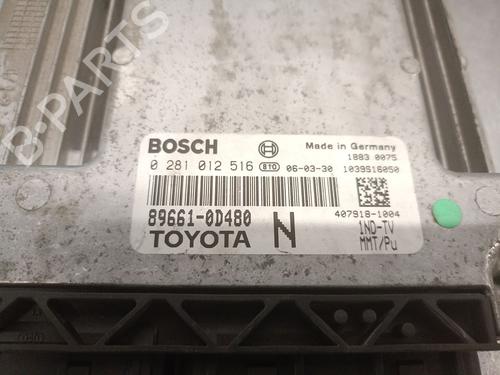 B-PARTS
BOSCH Made in Germany
0 281 012 516 BTO 06-03-30 1883 0075
1039S16050
89661-0D480 407918-1004
TOYOTA N 1ND-TV
MMT/Pu